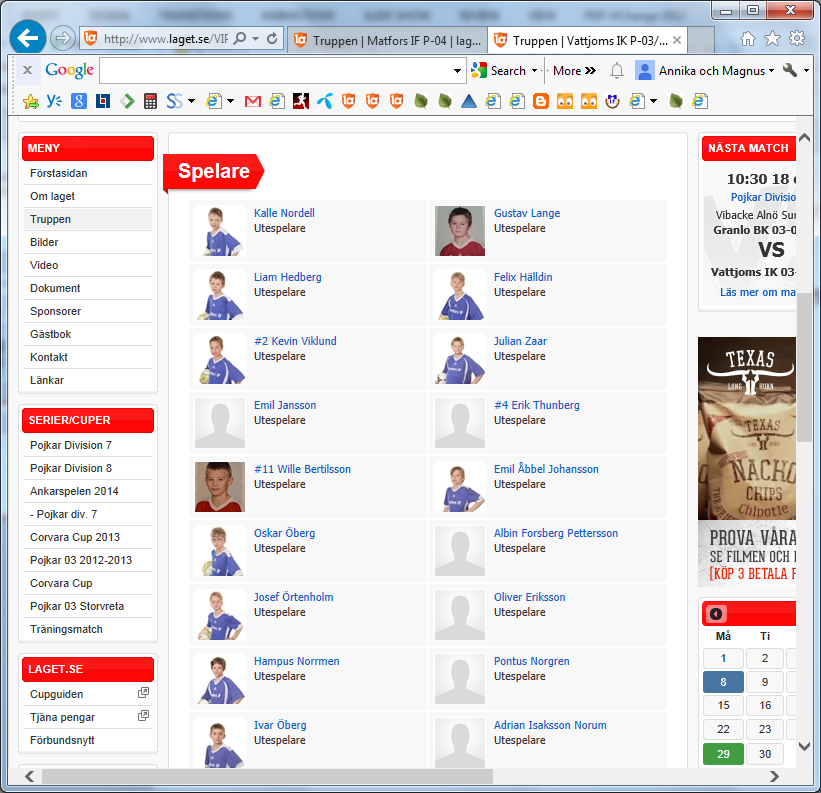 http://www.laget.se/VIF
Truppen | Matfors IF P-04 | lag...
Truppen | Vattjoms IK P-03/...
Google
Search
More »
Annika och Magnus
MENY
Förstasidan
Om laget
Truppen
Bilder
Video
Dokument
Sponsorer
Gästbok
Kontakt
Länkar
SERIER/CUPER
Pojkar Division 7
Pojkar Division 8
Ankarspelen 2014
- Pojkar div. 7
Corvara Cup 2013
Pojkar 03 2012-2013
Corvara Cup
Pojkar 03 Storvreta
Träningsmatch
LAGET.SE
Cupguiden
Tjäna pengar
Förbundsnytt
Spelare
Kalle Nordell
Utespelare
Gustav Lange
Utespelare
Liam Hedberg
Utespelare
Felix Hälldin
Utespelare
#2 Kevin Viklund
Utespelare
Julian Zaar
Utespelare
Emil Jansson
Utespelare
#4 Erik Thunberg
Utespelare
#11 Wille Bertilsson
Utespelare
Emil Åbbel Johansson
Utespelare
Oskar Öberg
Utespelare
Albin Forsberg Pettersson
Utespelare
Josef Örtenholm
Utespelare
Oliver Eriksson
Utespelare
Hampus Norrmen
Utespelare
Pontus Norgren
Utespelare
Ivar Öberg
Utespelare
Adrian Isaksson Norum
Utespelare
NÄSTA MATCH
10:30 18
Pojkar Divisio
Vibacke Alnö Sun
Granlo BK 03-0
VS
Vattjoms IK 03-
Läs mer om ma
TEXAS
LONG HORN
TEXAS
NACHO
CHIPS
Chipotle
PROVA VÅRA
SE FILMEN OCH
[KÖP 3 BETALA F
Må Ti
1 2
8 9
15 16
22 23
29 30